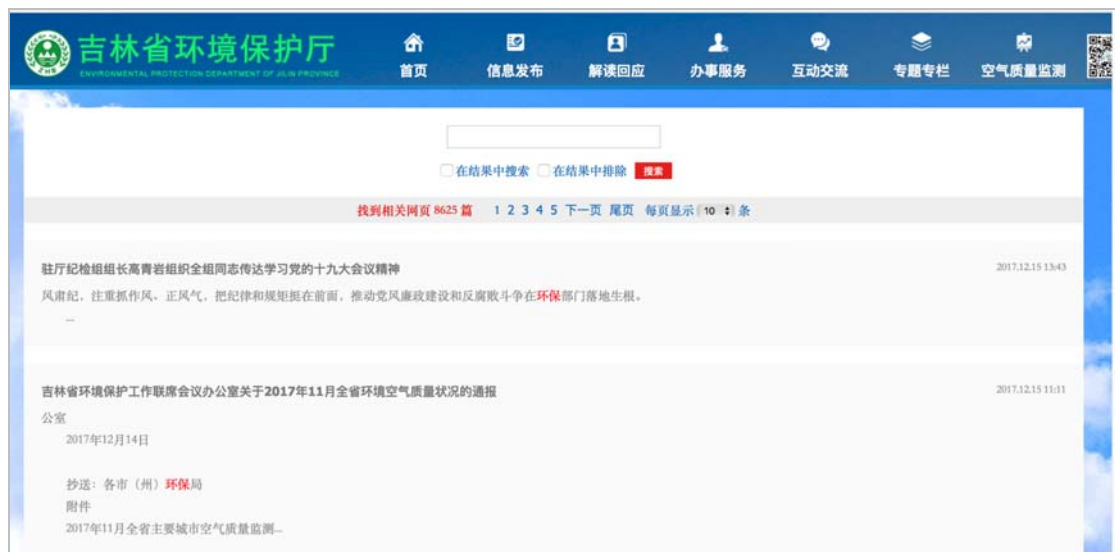 吉林省环境保护厅
ENVIRONMENTAL PROTECTION DEPARTMENT OF JILIN PROVINCE
首页 信息发布 解读回应 办事服务 互动交流 专题专栏 空气质量监测
在结果中搜索 在结果中排除 搜索
找到相关网页 8625 篇 1 2 3 4 5 下一页 尾页 每页显示 10 条
驻厅纪检组组长高青岩组织全组同志传达学习党的十九大会议精神 2017.12.15 13:43
风肃纪，注重抓作风、正风气，把纪律和规矩挺在前面，推动党风廉政建设和反腐败斗争在环保部门落地生根。
...
吉林省环境保护工作联席会议办公室关于2017年11月全省环境空气质量状况的通报 2017.12.15 11:11
公室
2017年12月14日
抄送：各市（州）环保局
附件
2017年11月全省主要城市空气质量监测...